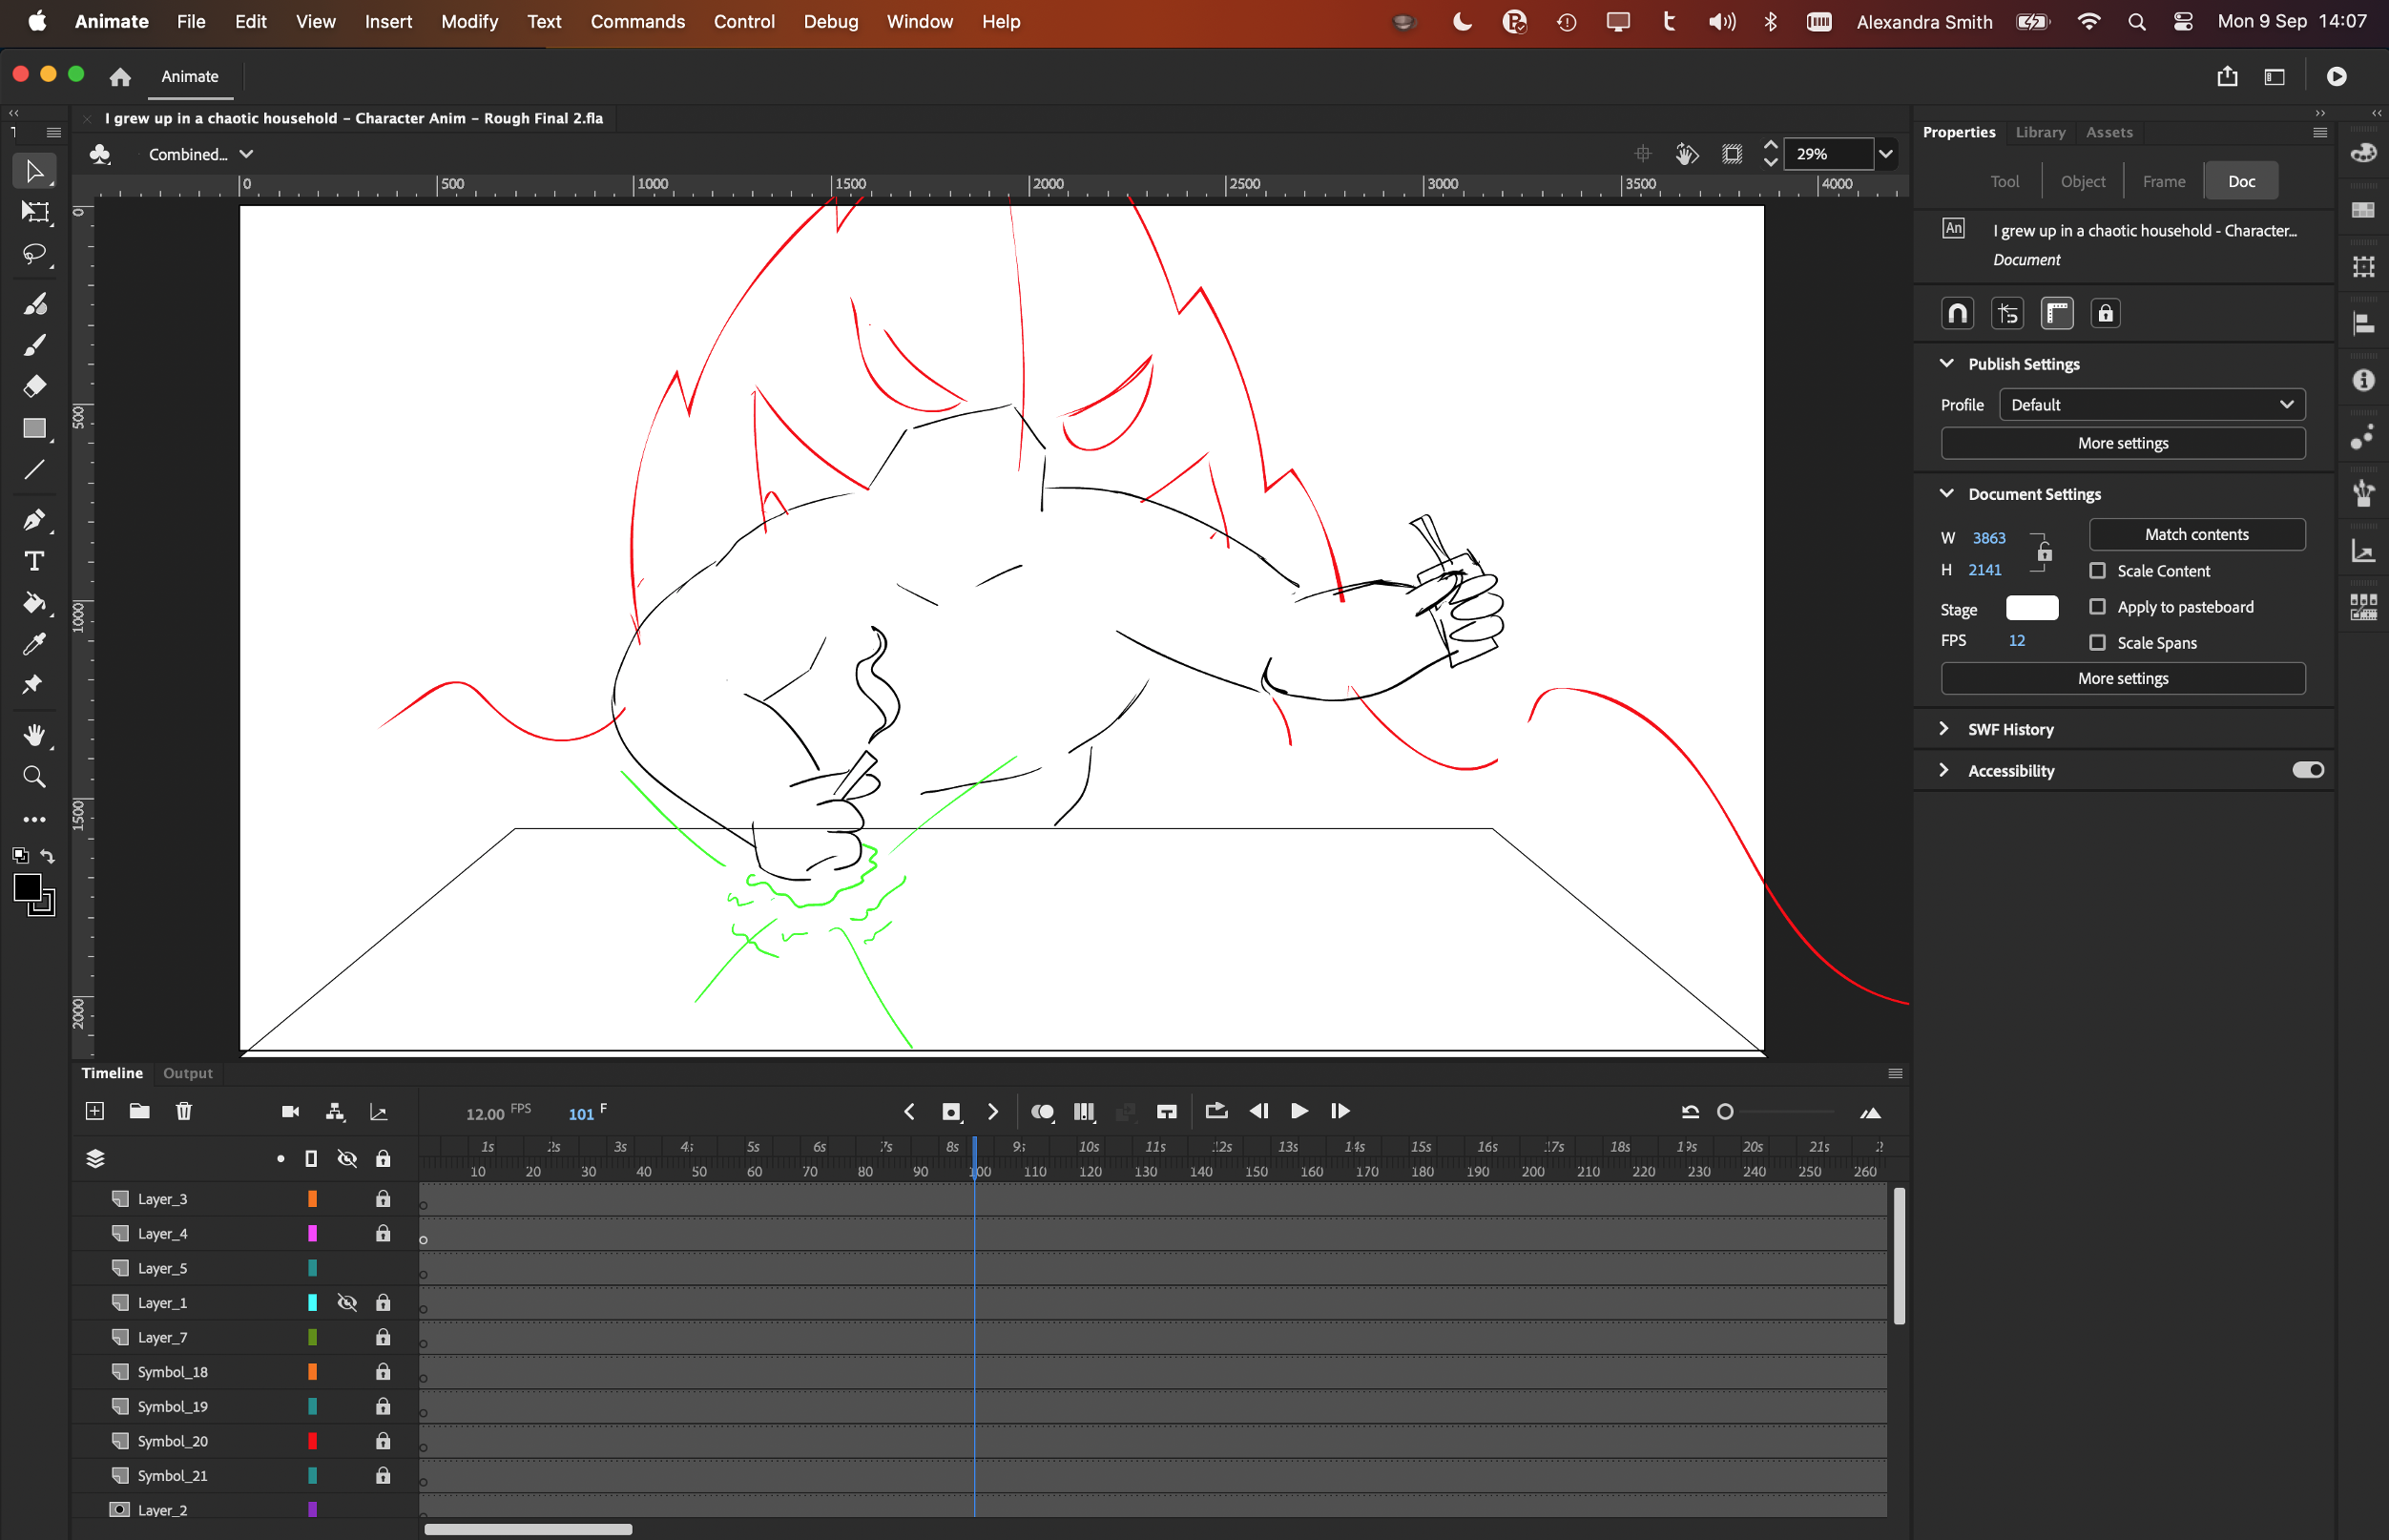 Animate File Edit View Insert Modify Text Commands Control Debug Window Help Alexandra Smith Mon 9 Sep 14:07
Animate
I grew up in a chaotic household – Character Anim – Rough Final 2.fla
Combined...
29%
0 500 1000 1500 2000 2500 3000 3500 4000
0
500
1000
1500
2000
Properties Library Assets
Tool Object Frame Doc
An
I grew up in a chaotic household - Character...
Document
Publish Settings
Profile Default
More settings
Document Settings
W 3863
H 2141
Match contents
Scale Content
Stage
Apply to pasteboard
FPS 12
Scale Spans
More settings
SWF History
Accessibility
Timeline Output
12.00 FPS 101 F
1s 2s 3s 4s 5s 6s 7s 8s 9s 10s 11s 12s 13s 14s 15s 16s 17s 18s 19s 20s 21s
10 20 30 40 50 60 70 80 90 100 110 120 130 140 150 160 170 180 190 200 210 220 230 240 250 260
Layer_3
Layer_4
Layer_5
Layer_1
Layer_7
Symbol_18
Symbol_19
Symbol_20
Symbol_21
Layer_2